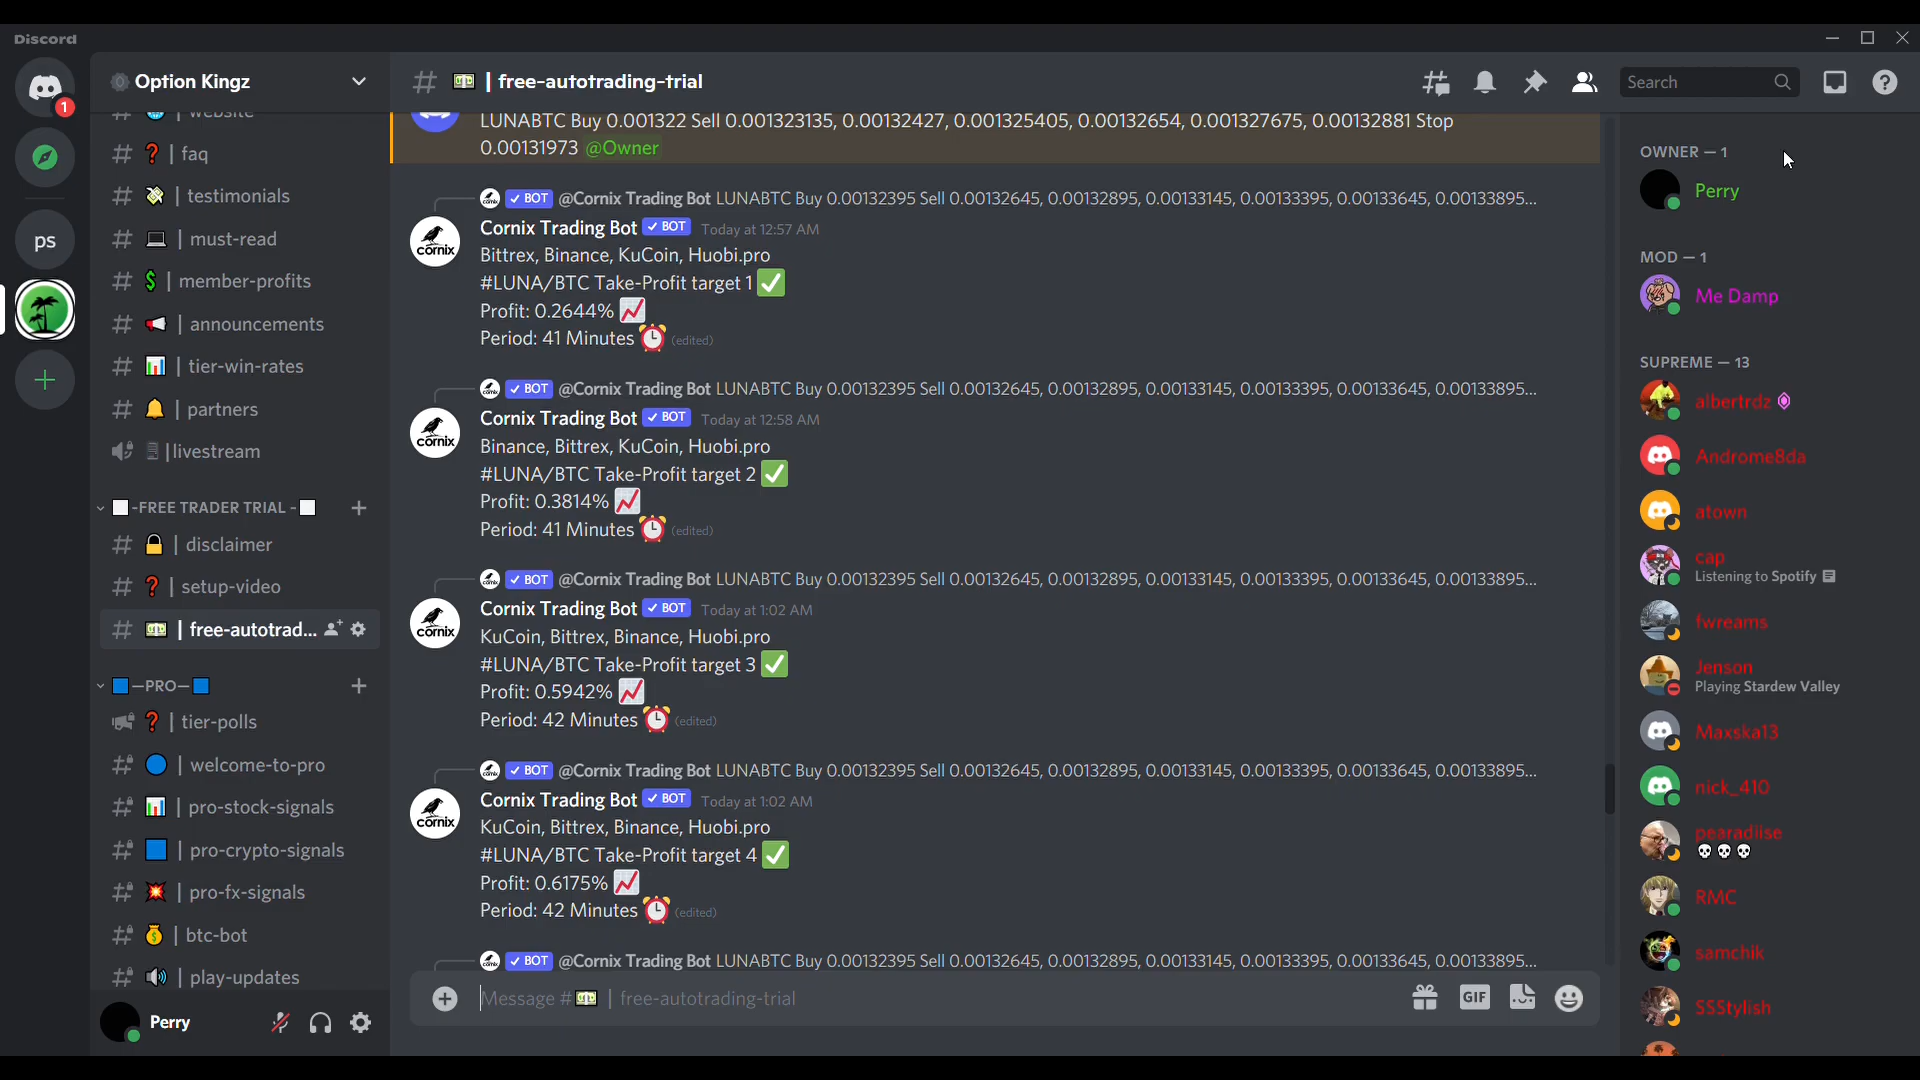 Discord
1
ps
Option Kingz
website
❓ | faq
| testimonials
| must-read
| member-profits
| announcements
| tier-win-rates
| partners
|livestream
-FREE TRADER TRIAL -
| disclaimer
❓ | setup-video
| free-autotrad...
—PRO—
❓ | tier-polls
| welcome-to-pro
| pro-stock-signals
| pro-crypto-signals
| pro-fx-signals
| btc-bot
| play-updates
Perry
# | free-autotrading-trial
Search
LUNABTC Buy 0.001322 Sell 0.001323135, 0.00132427, 0.001325405, 0.00132654, 0.001327675, 0.00132881 Stop
0.00131973 @Owner
✓ BOT @Cornix Trading Bot LUNABTC Buy 0.00132395 Sell 0.00132645, 0.00132895, 0.00133145, 0.00133395, 0.00133645, 0.00133895...
cornix
Cornix Trading Bot ✓ BOT Today at 12:57 AM
Bittrex, Binance, KuCoin, Huobi.pro
#LUNA/BTC Take-Profit target 1 ✅
Profit: 0.2644% 📈
Period: 41 Minutes ⏰ (edited)
✓ BOT @Cornix Trading Bot LUNABTC Buy 0.00132395 Sell 0.00132645, 0.00132895, 0.00133145, 0.00133395, 0.00133645, 0.00133895...
cornix
Cornix Trading Bot ✓ BOT Today at 12:58 AM
Binance, Bittrex, KuCoin, Huobi.pro
#LUNA/BTC Take-Profit target 2 ✅
Profit: 0.3814% 📈
Period: 41 Minutes ⏰ (edited)
✓ BOT @Cornix Trading Bot LUNABTC Buy 0.00132395 Sell 0.00132645, 0.00132895, 0.00133145, 0.00133395, 0.00133645, 0.00133895...
cornix
Cornix Trading Bot ✓ BOT Today at 1:02 AM
KuCoin, Bittrex, Binance, Huobi.pro
#LUNA/BTC Take-Profit target 3 ✅
Profit: 0.5942% 📈
Period: 42 Minutes ⏰ (edited)
✓ BOT @Cornix Trading Bot LUNABTC Buy 0.00132395 Sell 0.00132645, 0.00132895, 0.00133145, 0.00133395, 0.00133645, 0.00133895...
cornix
Cornix Trading Bot ✓ BOT Today at 1:02 AM
KuCoin, Bittrex, Binance, Huobi.pro
#LUNA/BTC Take-Profit target 4 ✅
Profit: 0.6175% 📈
Period: 42 Minutes ⏰ (edited)
✓ BOT @Cornix Trading Bot LUNABTC Buy 0.00132395 Sell 0.00132645, 0.00132895, 0.00133145, 0.00133395, 0.00133645, 0.00133895...
Message # | free-autotrading-trial
GIF
OWNER — 1
Perry
MOD — 1
Me Damp
SUPREME — 13
albertrdz
Androme8da
atown
cap
Listening to Spotify
fwreams
Jenson
Playing Stardew Valley
Maxska13
nick_410
pearadiise
💀 💀 💀
RMC
samchik
SSStylish